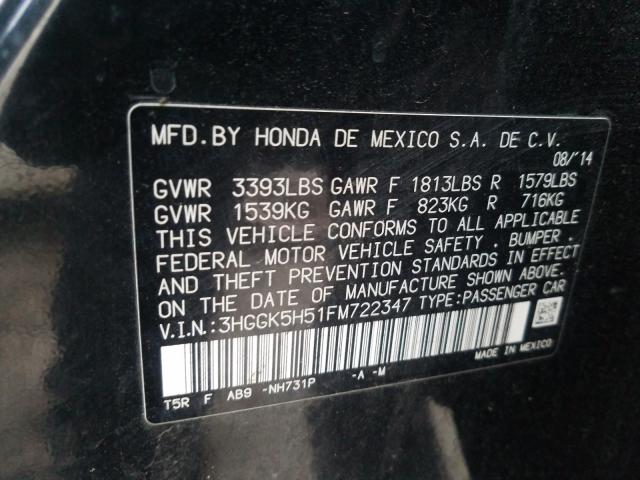 MFD.BY HONDA DE MEXICO S.A. DE C.V.
08/'14
GVWR 3393LBS GAWR F 1813LBS R 1579LBS
GVWR 1539KG GAWR F 823KG R 716KG
THIS VEHICLE CONFORMS TO ALL APPLICABLE
FEDERAL MOTOR VEHICLE SAFETY . BUMPER .
AND THEFT PREVENTION STANDARDS IN EFFECT
ON THE DATE OF MANUFACTURE SHOWN ABOVE.
V.I.N.:3HGGK5H51FM722347 TYPE:PASSENGER CAR
MADE IN MEXICO
T5R F AB9 -NH731P -A -M